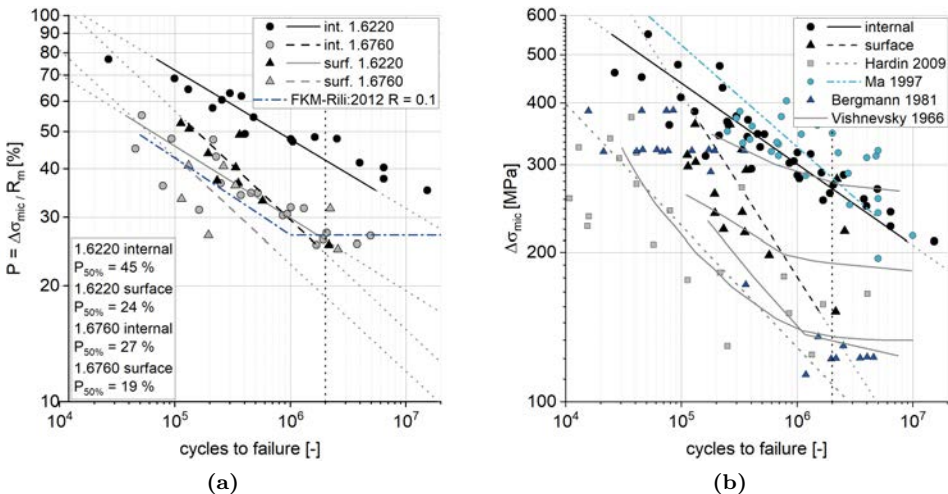 P = Δσmic / Rm [%]
100
90
80
70
60
50
40
30
20
10
int. 1.6220
int. 1.6760
surf. 1.6220
surf. 1.6760
FKM-Rili:2012 R = 0.1
1.6220 internal
P50% = 45 %
1.6220 surface
P50% = 24 %
1.6760 internal
P50% = 27 %
1.6760 surface
P50% = 19 %
10^4 10^5 10^6 10^7
cycles to failure [-]
(a)
Δσmic [MPa]
600
500
400
300
200
100
internal
surface
Hardin 2009
Ma 1997
Bergmann 1981
Vishnevsky 1966
10^4 10^5 10^6 10^7
cycles to failure [-]
(b)